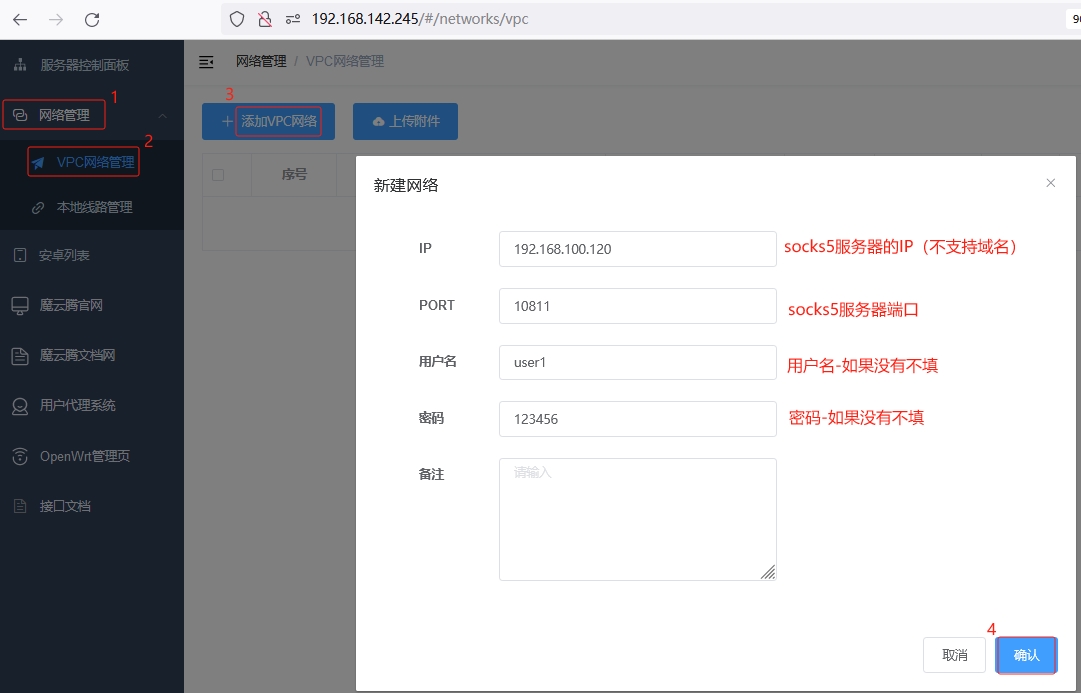 192.168.142.245/#/networks/vpc
服务器控制面板
网络管理 / VPC网络管理
1
网络管理
3
添加VPC网络
上传附件
2
VPC网络管理
序号
本地线路管理
安卓列表
魔云腾官网
魔云腾文档网
用户代理系统
OpenWrt管理页
接口文档
新建网络
IP
192.168.100.120
socks5服务器的IP（不支持域名）
PORT
10811
socks5服务器端口
用户名
user1
用户名-如果没有不填
密码
123456
密码-如果没有不填
备注
请输入
4
取消
确认